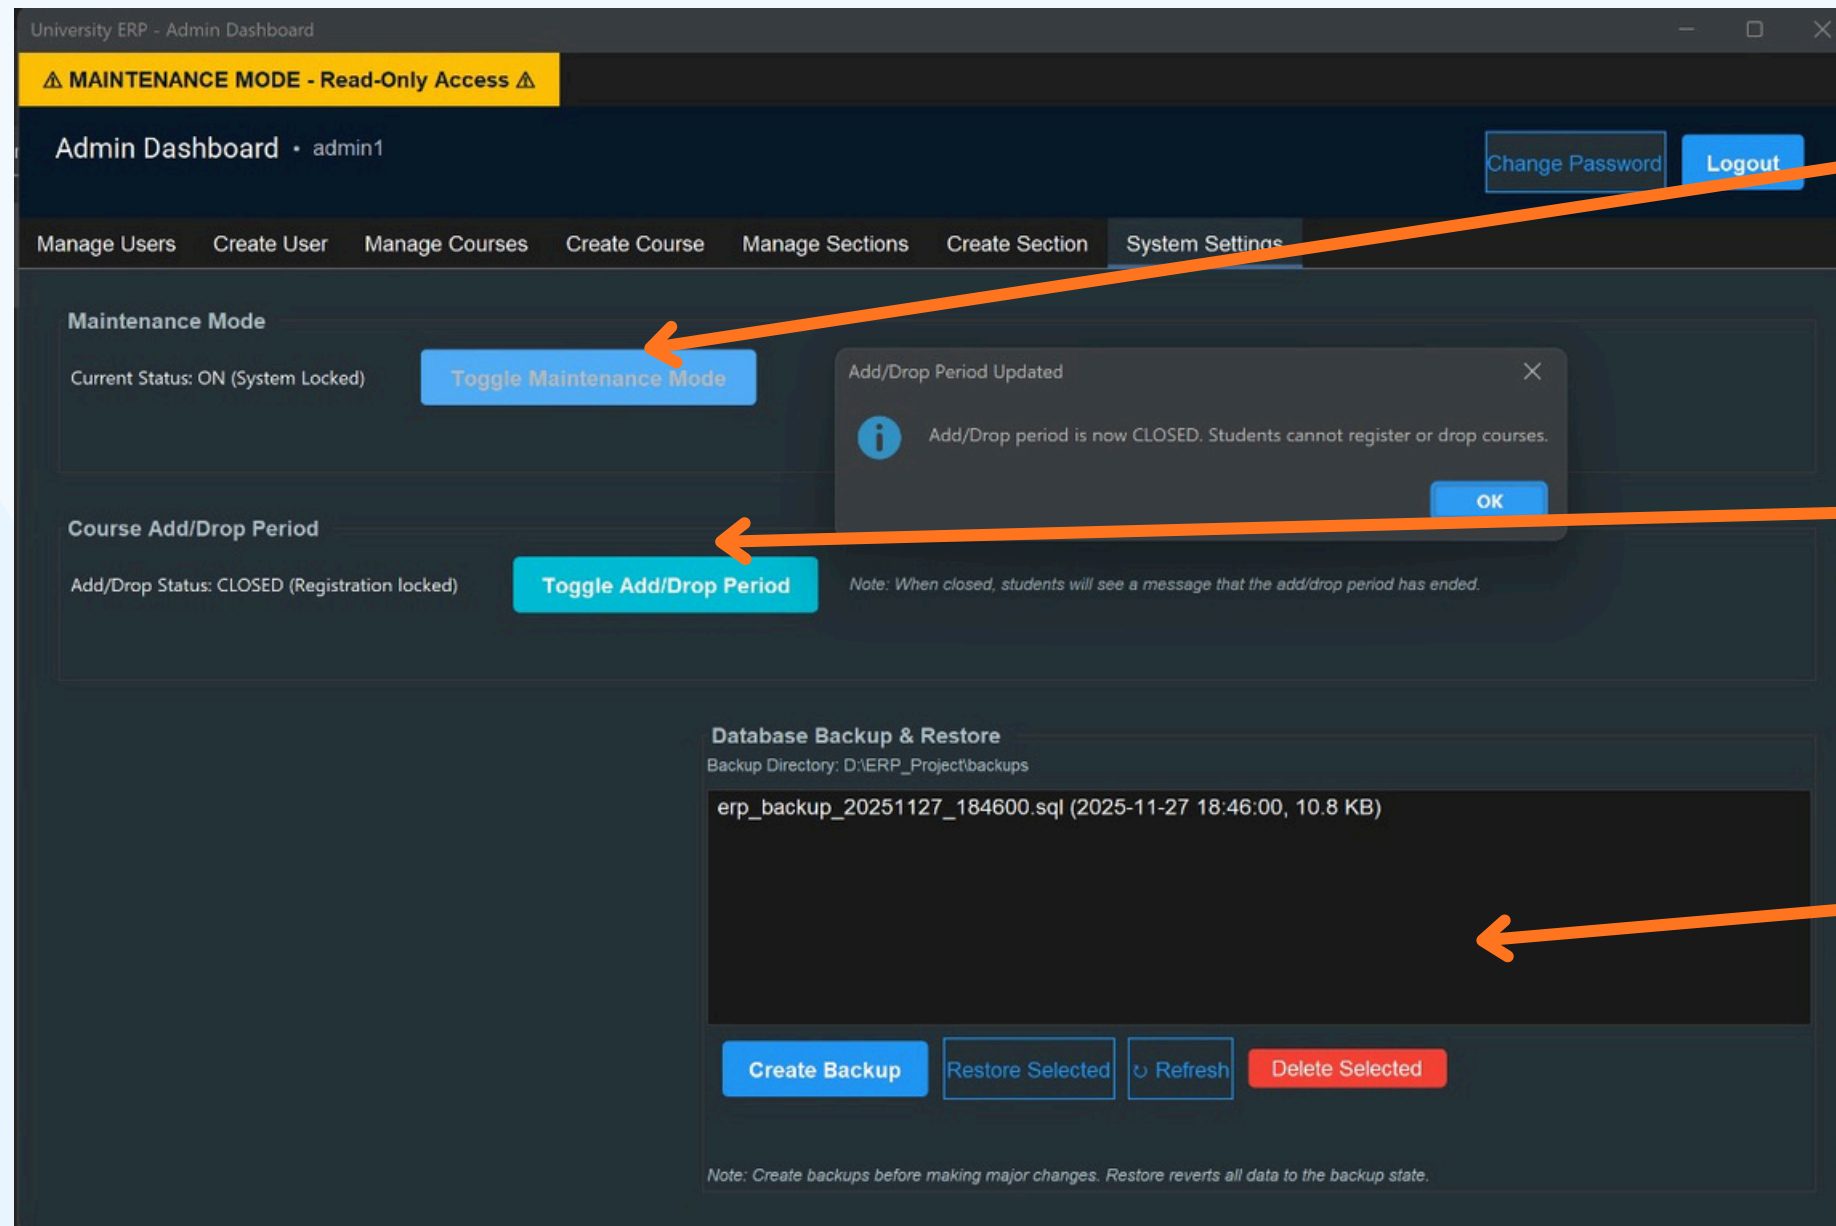 University ERP - Admin Dashboard
⚠ MAINTENANCE MODE - Read-Only Access ⚠
Admin Dashboard • admin1
Change Password
Logout
Manage Users
Create User
Manage Courses
Create Course
Manage Sections
Create Section
System Settings
Maintenance Mode
Current Status: ON (System Locked)
Toggle Maintenance Mode
Add/Drop Period Updated
Add/Drop period is now CLOSED. Students cannot register or drop courses.
OK
Course Add/Drop Period
Add/Drop Status: CLOSED (Registration locked)
Toggle Add/Drop Period
Note: When closed, students will see a message that the add/drop period has ended.
Database Backup & Restore
Backup Directory: D:\ERP_Project\backups
erp_backup_20251127_184600.sql (2025-11-27 18:46:00, 10.8 KB)
Create Backup
Restore Selected
↻ Refresh
Delete Selected
Note: Create backups before making major changes. Restore reverts all data to the backup state.